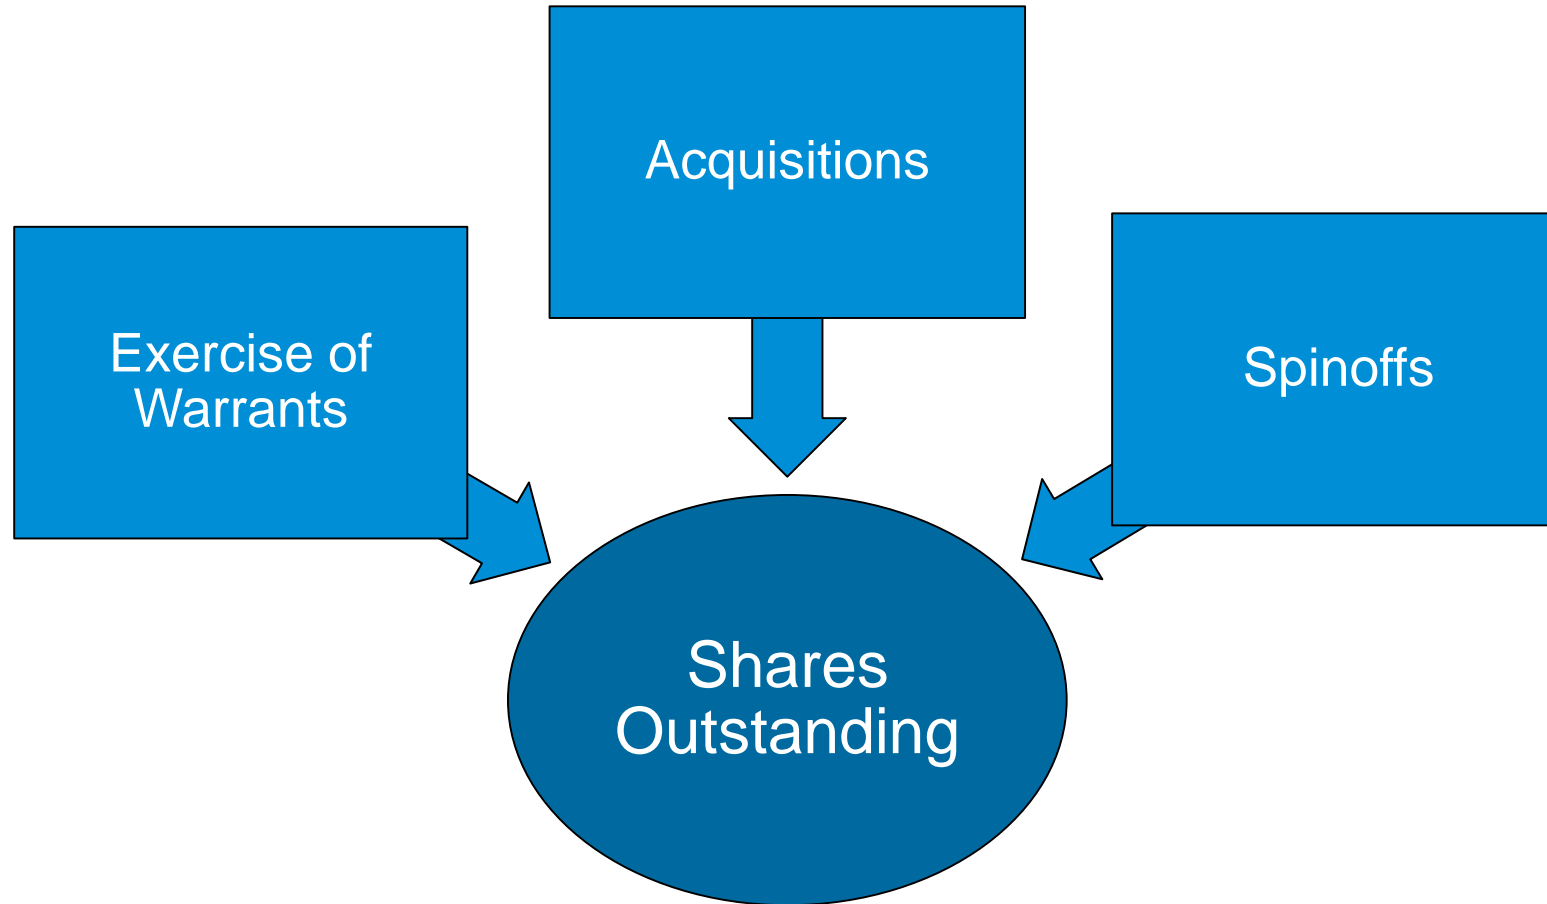 Acquisitions
Exercise of
Warrants
Spinoffs
Shares
Outstanding